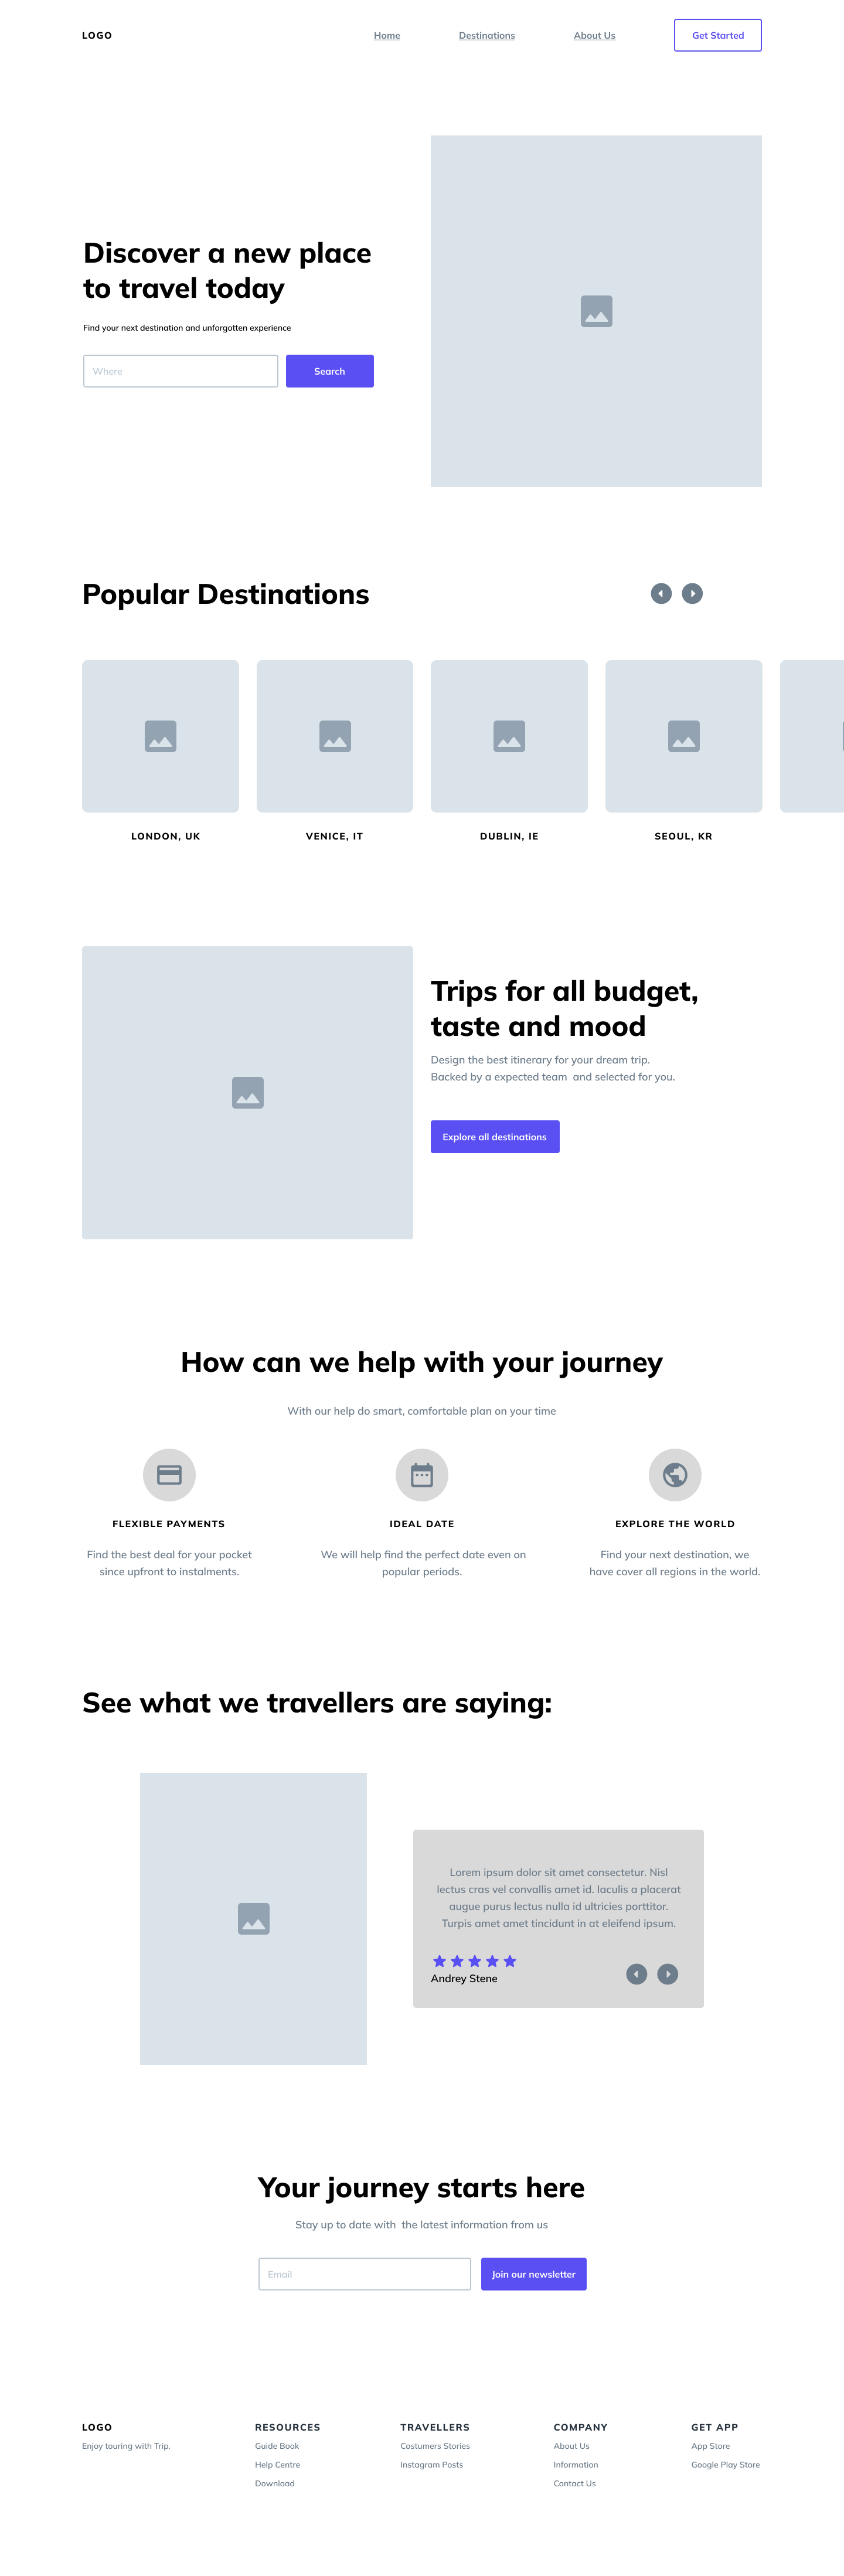 LOGO
Home
Destinations
About Us
Get Started
Discover a new place
to travel today
Find your next destination and unforgotten experience
Where
Search
Popular Destinations
LONDON, UK
VENICE, IT
DUBLIN, IE
SEOUL, KR
Trips for all budget,
taste and mood
Design the best itinerary for your dream trip.
Backed by a expected team  and selected for you.
Explore all destinations
How can we help with your journey
With our help do smart, comfortable plan on your time
FLEXIBLE PAYMENTS
Find the best deal for your pocket
since upfront to instalments.
IDEAL DATE
We will help find the perfect date even on
popular periods.
EXPLORE THE WORLD
Find your next destination, we
have cover all regions in the world.
See what we travellers are saying:
Lorem ipsum dolor sit amet consectetur. Nisl
lectus cras vel convallis amet id. Iaculis a placerat
augue purus lectus nulla id ultricies porttitor.
Turpis amet amet tincidunt in at eleifend ipsum.
Andrey Stene
Your journey starts here
Stay up to date with  the latest information from us
Email
Join our newsletter
LOGO
Enjoy touring with Trip.
RESOURCES
Guide Book
Help Centre
Download
TRAVELLERS
Costumers Stories
Instagram Posts
COMPANY
About Us
Information
Contact Us
GET APP
App Store
Google Play Store